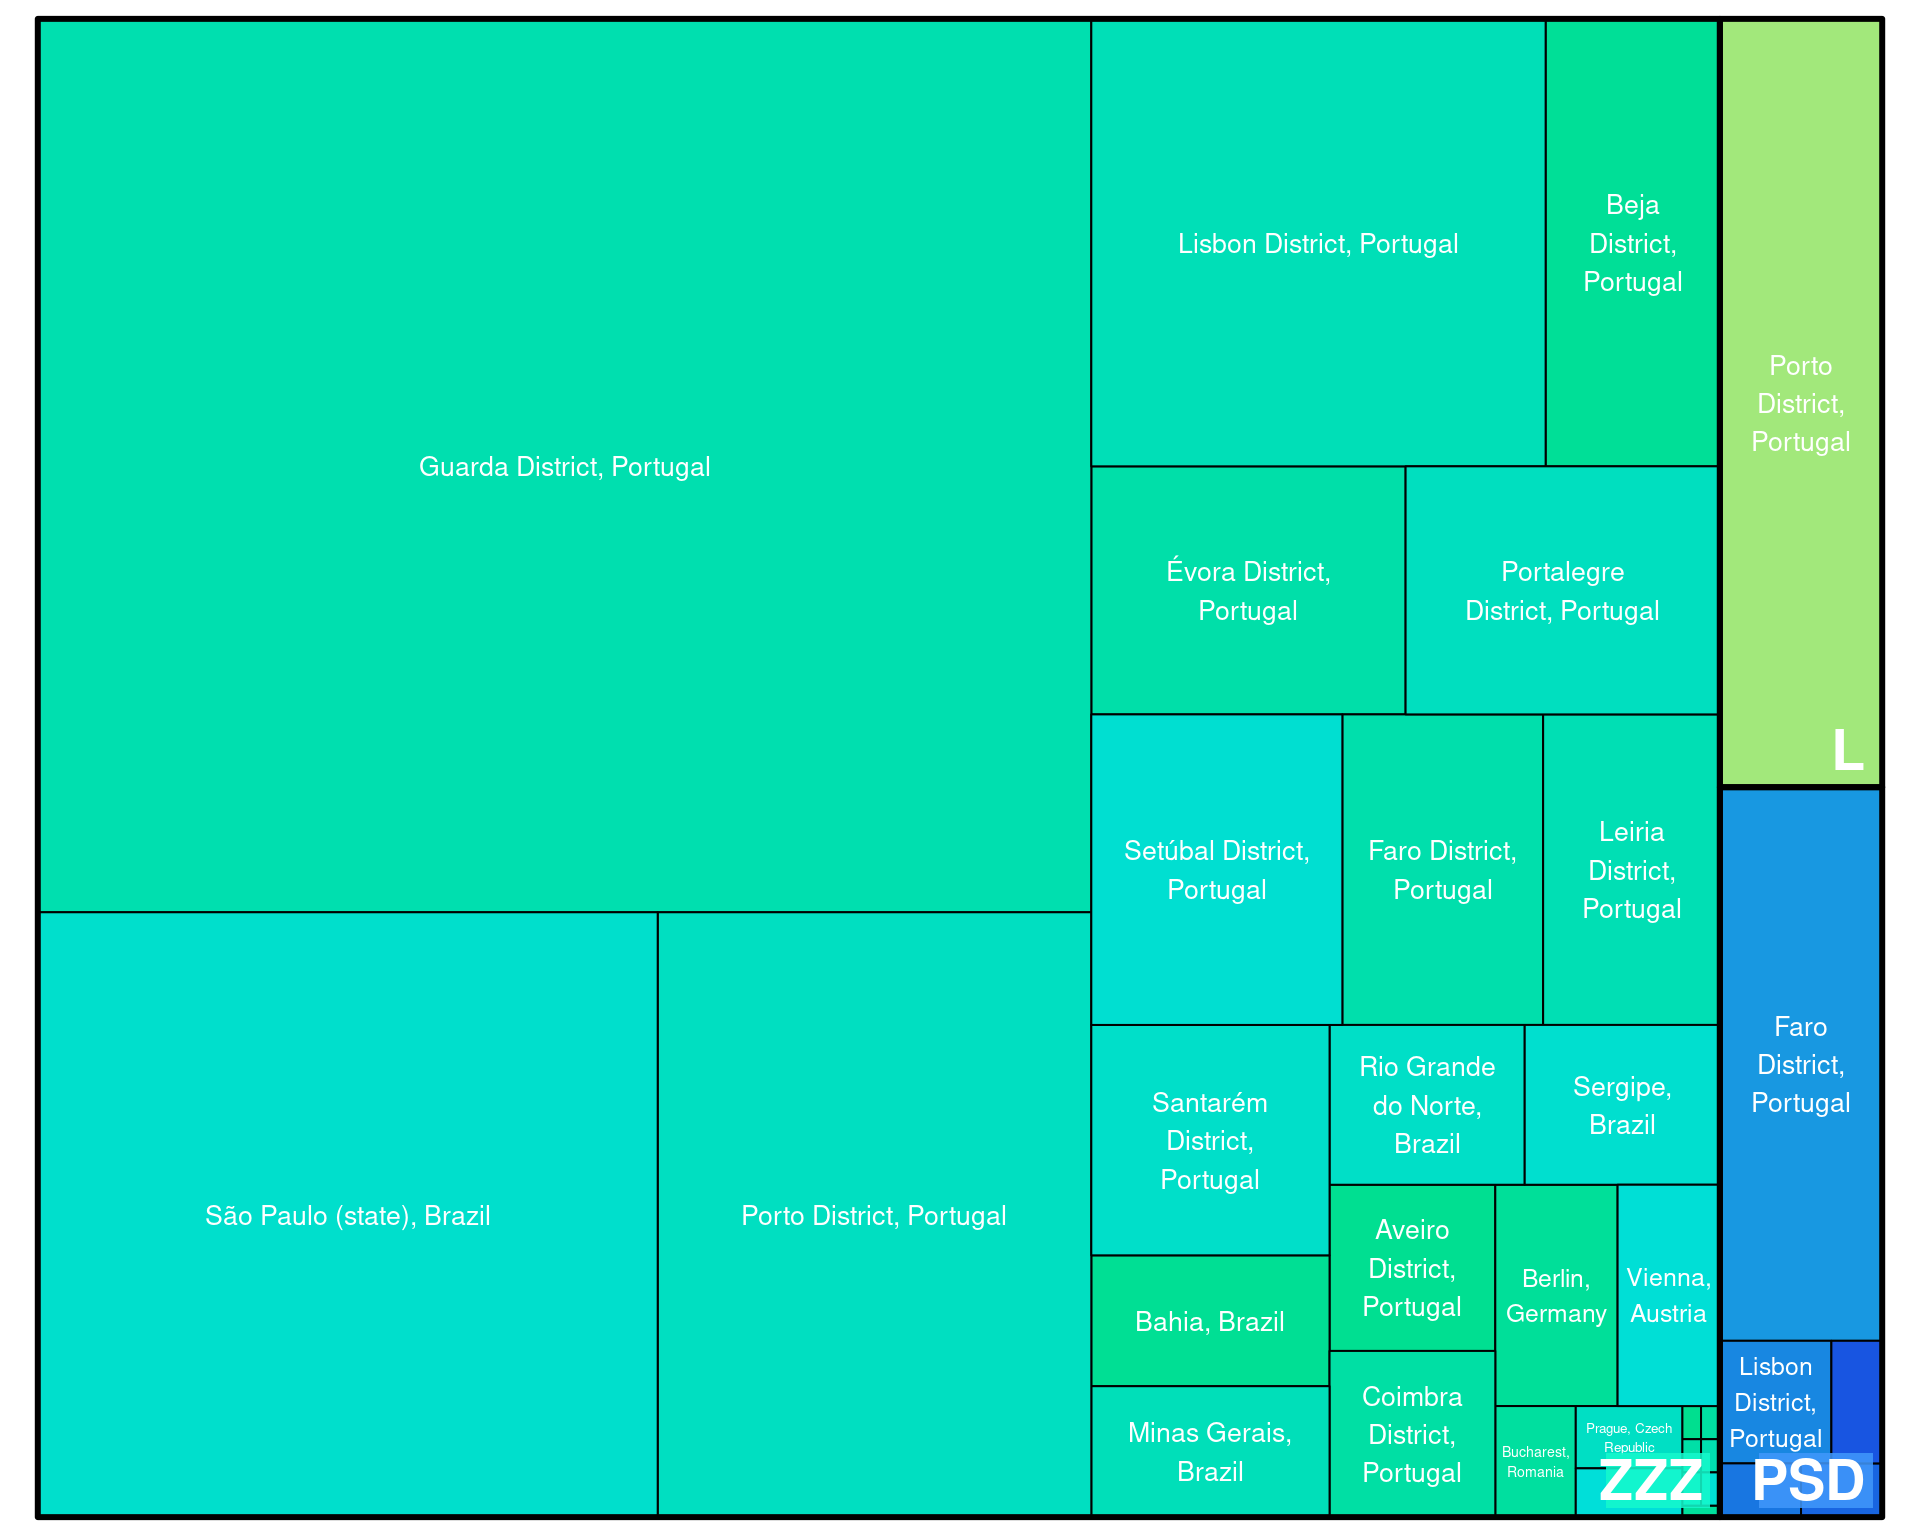 Guarda District, Portugal
Lisbon District, Portugal
Beja
District,
Portugal
Porto
District,
Portugal
L
Évora District,
Portugal
Portalegre
District, Portugal
Setúbal District,
Portugal
Faro District,
Portugal
Leiria
District,
Portugal
Faro
District,
Portugal
São Paulo (state), Brazil
Porto District, Portugal
Santarém
District,
Portugal
Rio Grande
do Norte,
Brazil
Sergipe,
Brazil
Bahia, Brazil
Aveiro
District,
Portugal
Berlin,
Germany
Vienna,
Austria
Minas Gerais,
Brazil
Coimbra
District,
Portugal
Bucharest,
Romania
Prague, Czech
Republic
ZZZ
Lisbon
District,
Portugal
PSD